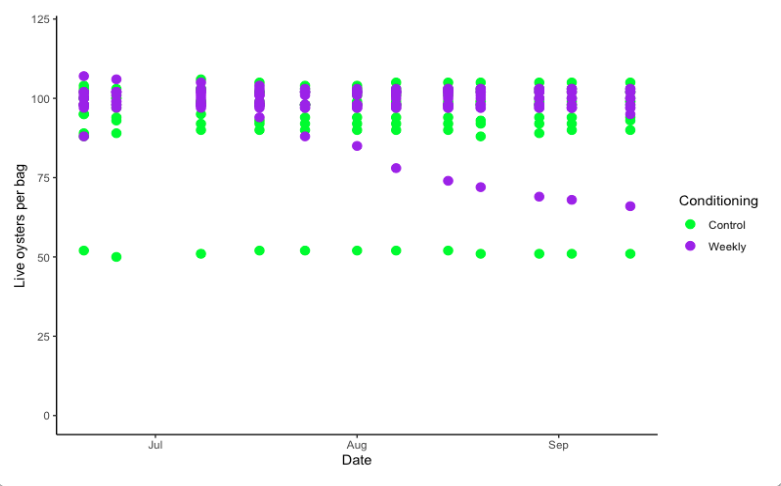 125
100
75
50
25
0
Live oysters per bag
Jul
Aug
Sep
Date
Conditioning
Control
Weekly